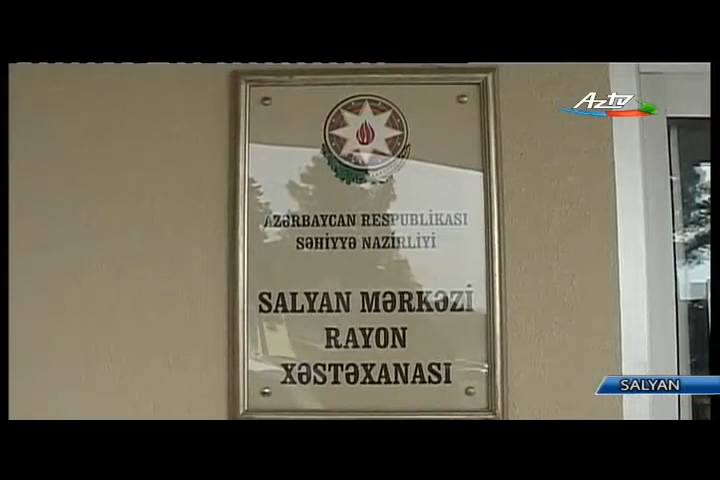 Aztv
AZƏRBAYCAN RESPUBLİKASI
SƏHİYYƏ NAZİRLİYİ
SALYAN MƏRKƏZİ
RAYON
XƏSTƏXANASI
SALYAN